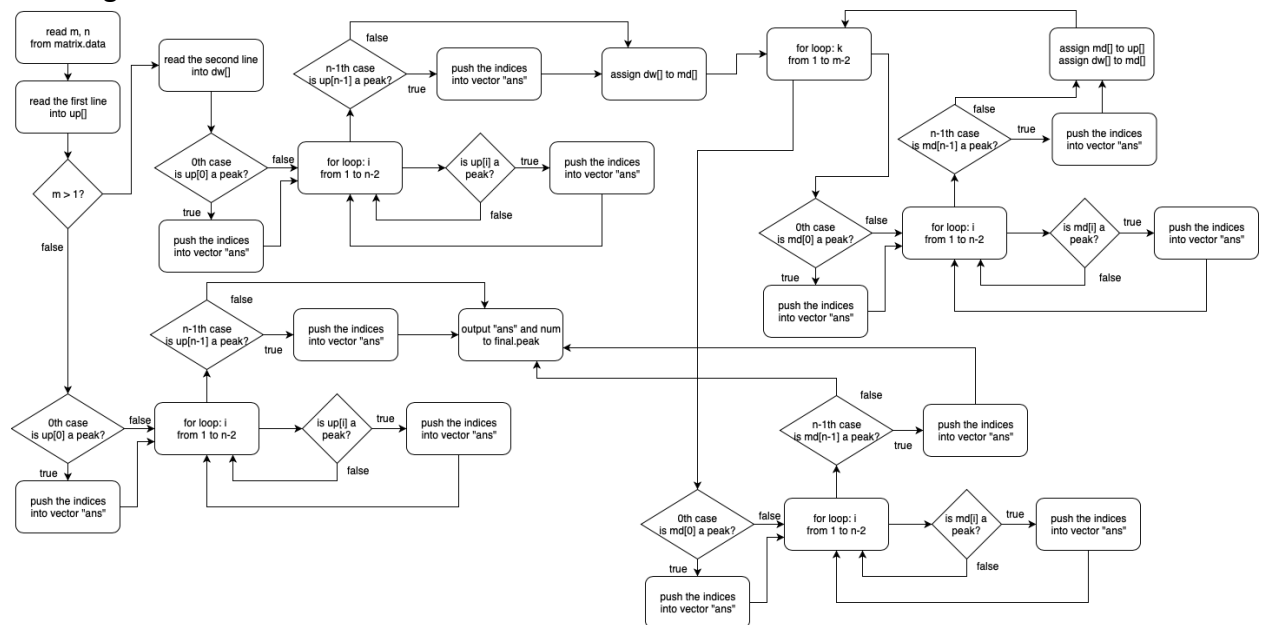 read m, n
from matrix.data
read the first line
into up[]
m > 1?
false
read the second line
into dw[]
0th case
is up[0] a peak?
false
true
push the indices
into vector "ans"
for loop: i
from 1 to n-2
is up[i] a
peak?
true
false
push the indices
into vector "ans"
n-1th case
is up[n-1] a peak?
false
true
push the indices
into vector "ans"
assign dw[] to md[]
for loop: k
from 1 to m-2
0th case
is md[0] a peak?
false
true
push the indices
into vector "ans"
for loop: i
from 1 to n-2
is md[i] a
peak?
true
false
push the indices
into vector "ans"
n-1th case
is md[n-1] a peak?
false
true
push the indices
into vector "ans"
assign md[] to up[]
assign dw[] to md[]
0th case
is up[0] a peak?
false
true
push the indices
into vector "ans"
for loop: i
from 1 to n-2
is up[i] a
peak?
true
false
push the indices
into vector "ans"
n-1th case
is up[n-1] a peak?
false
true
push the indices
into vector "ans"
output "ans" and num
to final.peak
0th case
is md[0] a peak?
false
true
push the indices
into vector "ans"
for loop: i
from 1 to n-2
is md[i] a
peak?
true
false
push the indices
into vector "ans"
n-1th case
is md[n-1] a peak?
false
true
push the indices
into vector "ans"